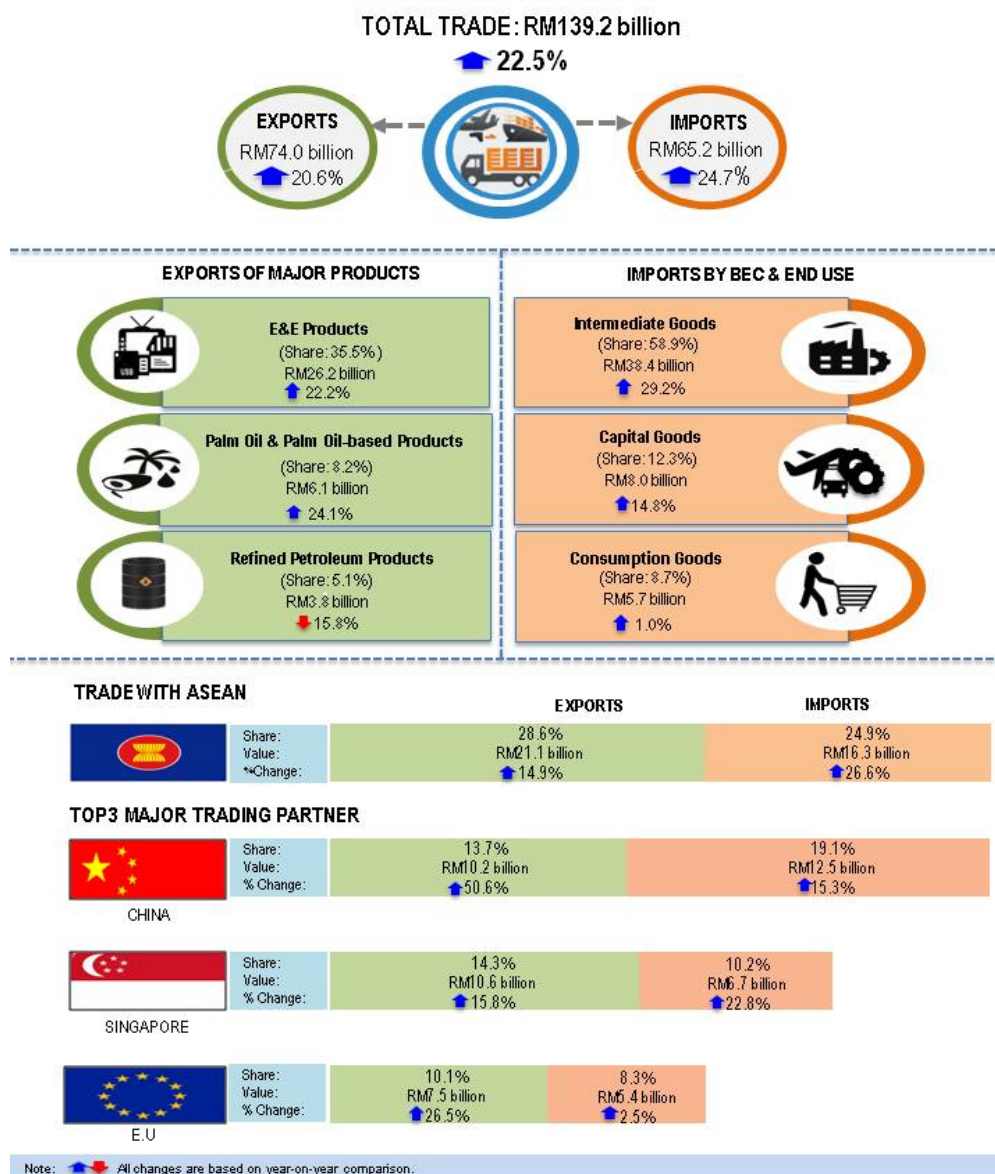 TOTAL TRADE: RM139.2 billion
22.5%
EXPORTS
RM74.0 billion
20.6%
IMPORTS
RM65.2 billion
24.7%
EXPORTS OF MAJOR PRODUCTS
E&E Products
(Share: 35.5%)
RM26.2 billion
22.2%
USB
Palm Oil & Palm Oil-based Products
(Share: 8.2%)
RM6.1 billion
24.1%
Refined Petroleum Products
(Share: 5.1%)
RM3.8 billion
15.8%
IMPORTS BY BEC & END USE
Intermediate Goods
(Share: 58.9%)
RM38.4 billion
29.2%
Capital Goods
(Share: 12.3%)
RM8.0 billion
14.8%
Consumption Goods
(Share: 8.7%)
RM5.7 billion
1.0%
TRADE WITH ASEAN
EXPORTS IMPORTS
Share: 28.6% 24.9%
Value: RM21.1 billion RM16.3 billion
%Change: 14.9% 26.6%
TOP3 MAJOR TRADING PARTNER
Share: 13.7% 19.1%
Value: RM10.2 billion RM12.5 billion
% Change: 50.6% 15.3%
CHINA
Share: 14.3% 10.2%
Value: RM10.6 billion RM6.7 billion
% Change: 15.8% 22.8%
SINGAPORE
Share: 10.1% 8.3%
Value: RM7.5 billion RM5.4 billion
% Change: 26.5% 2.5%
E.U
Note: All changes are based on year-on-year comparison.